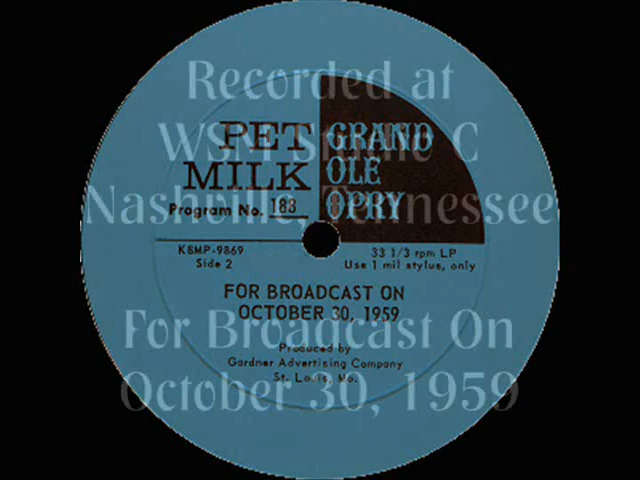 Recorded at
WSM Studio C
Nashville, Tennessee
For Broadcast On
October 30, 1959
PET
MILK
GRAND
OLE
OPRY
Program No. 183
K8MP-9869
Side 2
33 1/3 rpm LP
Use 1 mil stylus, only
FOR BROADCAST ON
OCTOBER 30, 1959
Produced by
Gardner Advertising Company
St. Louis, Mo.